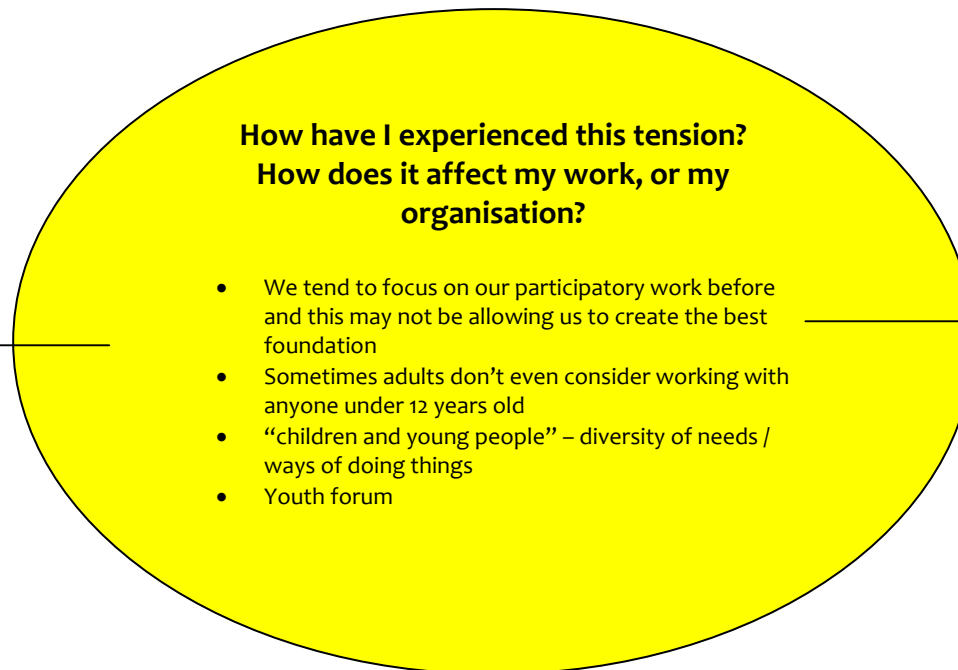 How have I experienced this tension?
How does it affect my work, or my
organisation?
• We tend to focus on our participatory work before
and this may not be allowing us to create the best
foundation
• Sometimes adults don’t even consider working with
anyone under 12 years old
• “children and young people” – diversity of needs /
ways of doing things
• Youth forum